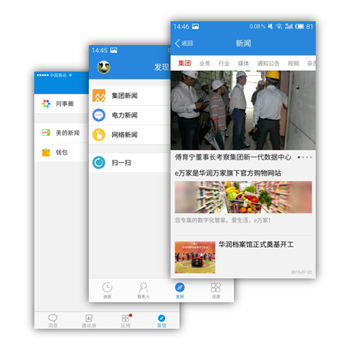 中国移动
同事圈
美的新闻
钱包
消息
通讯录
应用
发现
14:45
发现
集团新闻
电力新闻
网络新闻
扫一扫
消息
联系人
发现
应用
14:46
0.08%
81
返回
新闻
集团 业务 行业 媒体 通知公告 视频 杂
傅育宁董事长考察集团新一代数据中心
e万家是华润万家旗下官方购物网站
您专属的数字化管家。爱生活，e万家!
华润档案馆正式奠基开工
2015-01-22